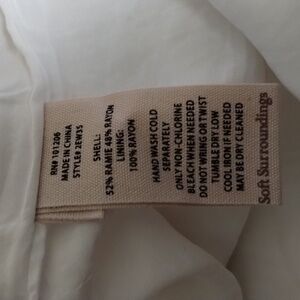 RN# 101206
MADE IN CHINA
STYLE# 2EW35
SHELL:
52% RAMIE 48% RAYON
LINING:
100% RAYON
HAND WASH COLD
SEPARATELY
ONLY NON-CHLORINE
BLEACH WHEN NEEDED
DO NOT WRING OR TWIST
TUMBLE DRY LOW
COOL IRON IF NEEDED
MAY BE DRY CLEANED
Soft Surroundings